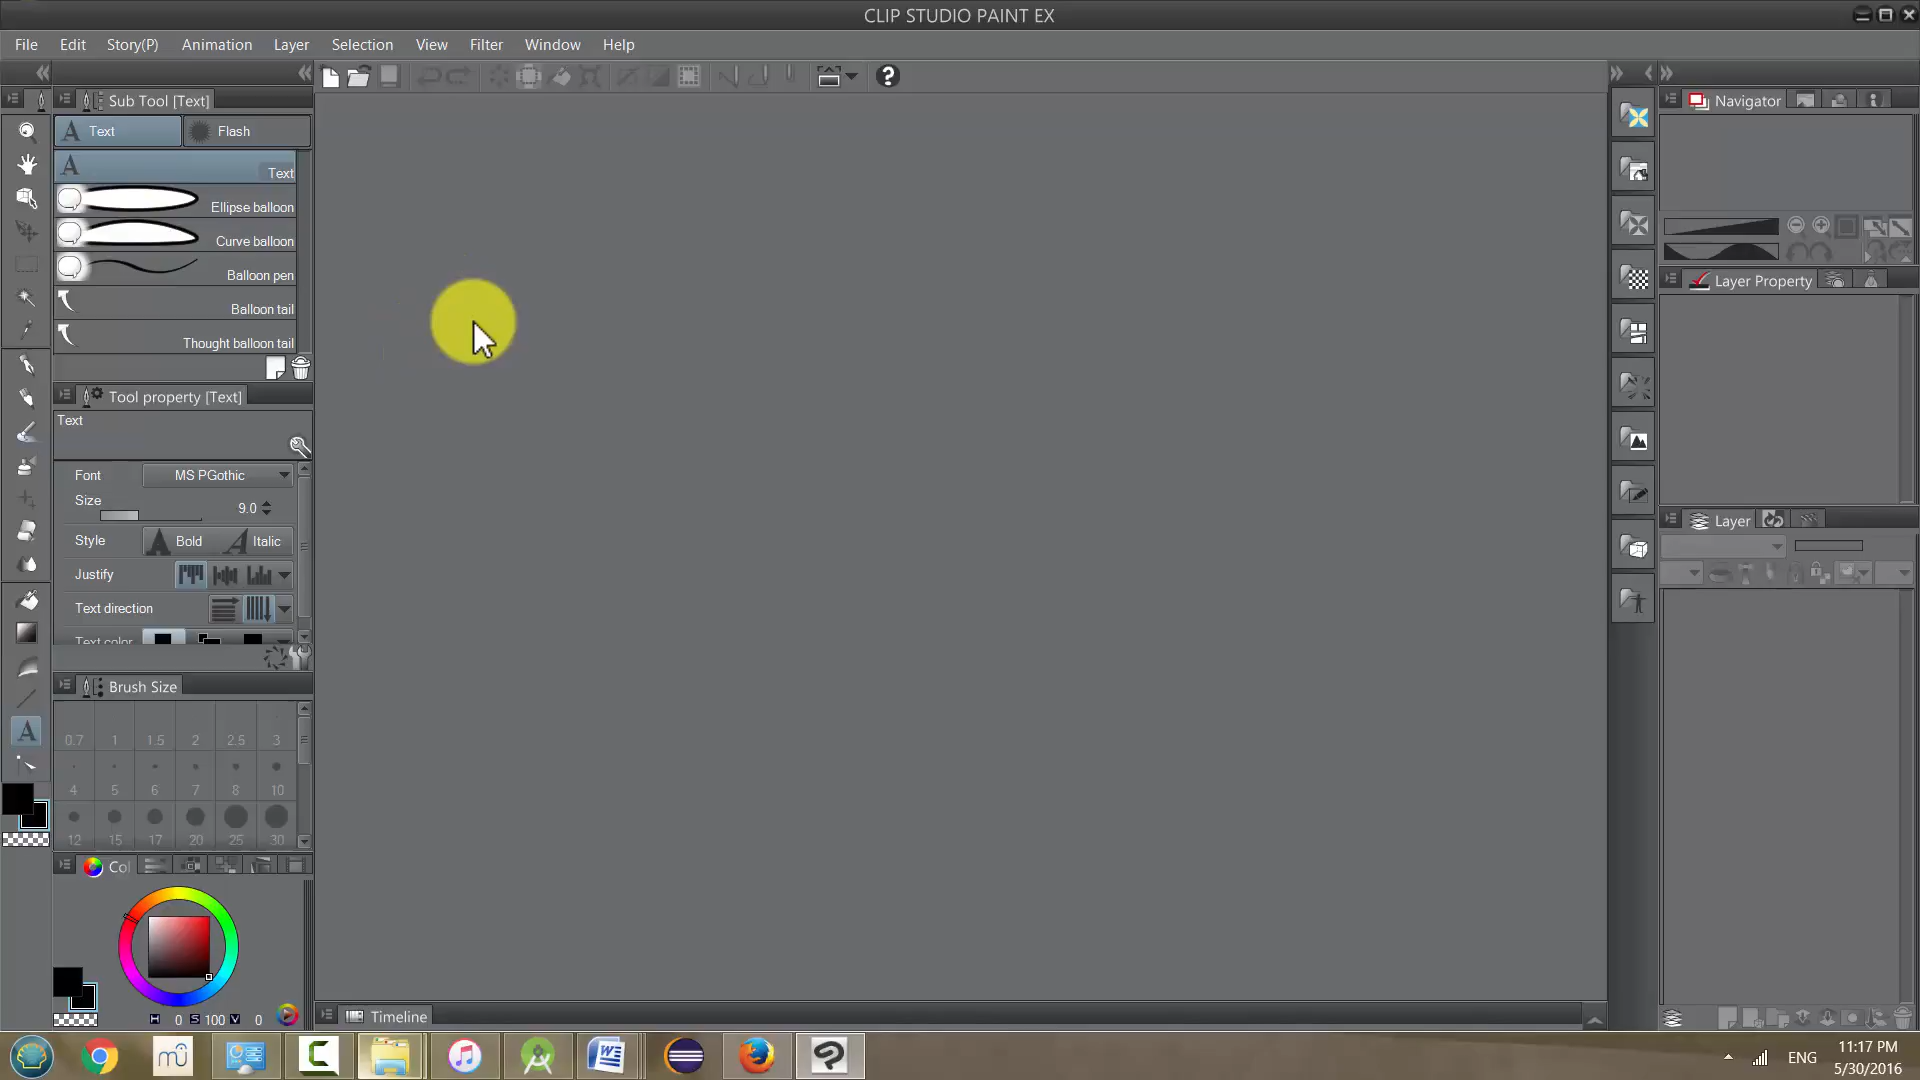 CLIP STUDIO PAINT EX
File Edit Story(P) Animation Layer Selection View Filter Window Help
Sub Tool [Text]
Text Flash
Text
Ellipse balloon
Curve balloon
Balloon pen
Balloon tail
Thought balloon tail
Tool property [Text]
Text
Font MS PGothic
Size 9.0
Style Bold Italic
Justify
Text direction
Text color
Brush Size
0.7 1 1.5 2 2.5 3
4 5 6 7 8 10
12 15 17 20 25 30
Col
H 0 S 100 V 0
Timeline
Navigator
Layer Property
Layer
ENG
11:17 PM
5/30/2016